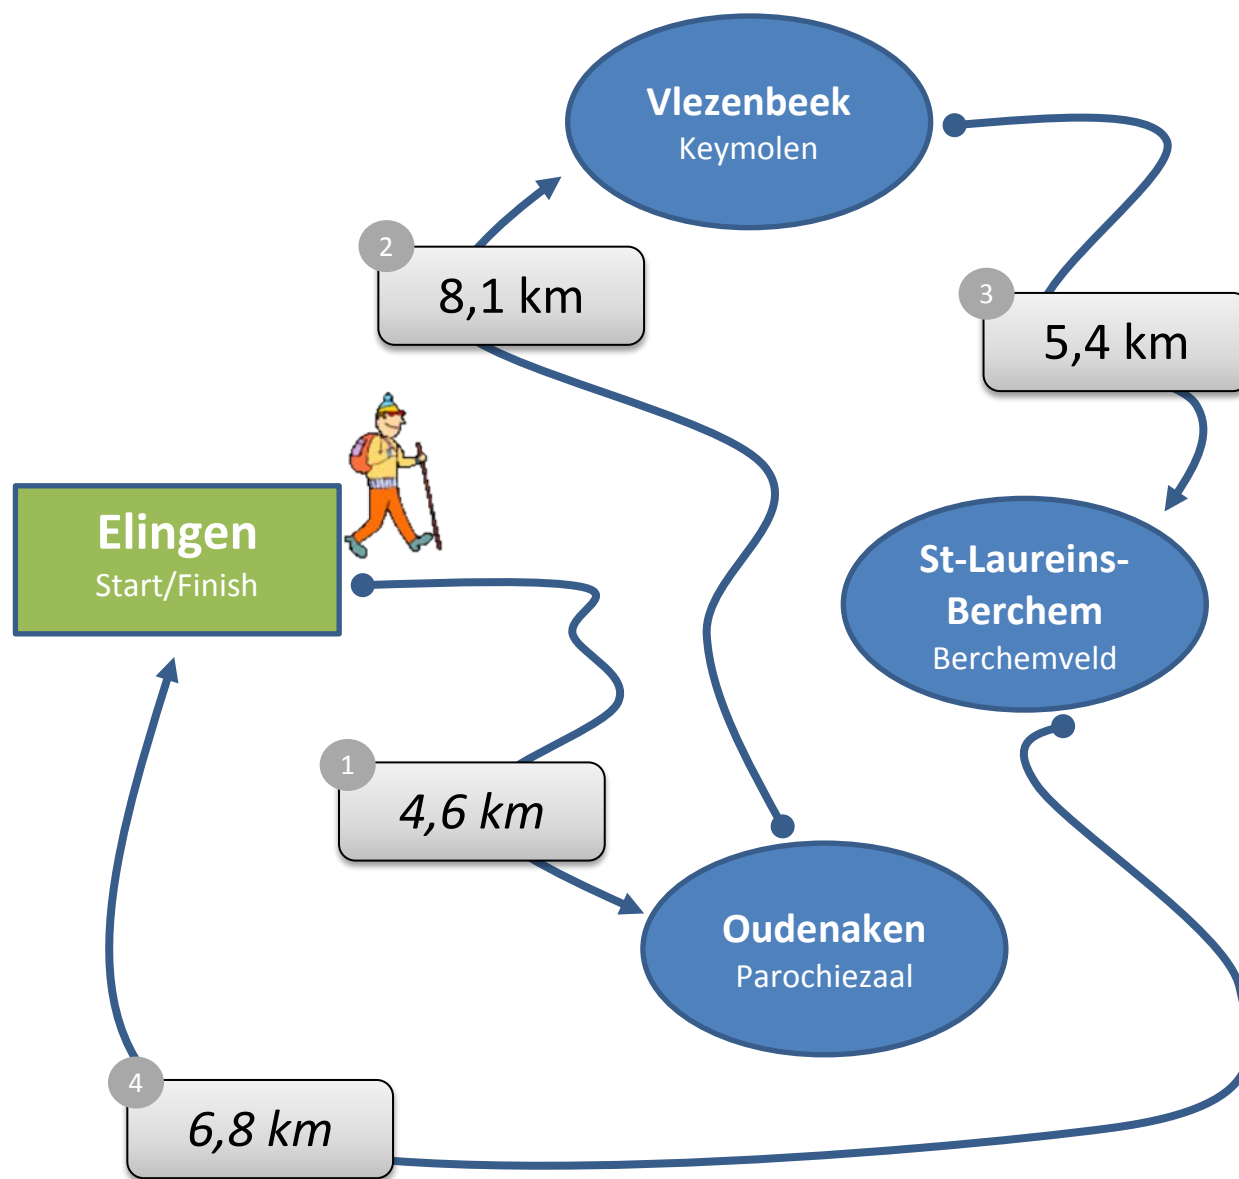 Vlezenbeek
Keymolen
2
8,1 km
3
5,4 km
Elingen
Start/Finish
St-Laureins-
Berchem
Berchemveld
1
4,6 km
Oudenaken
Parochiezaal
4
6,8 km